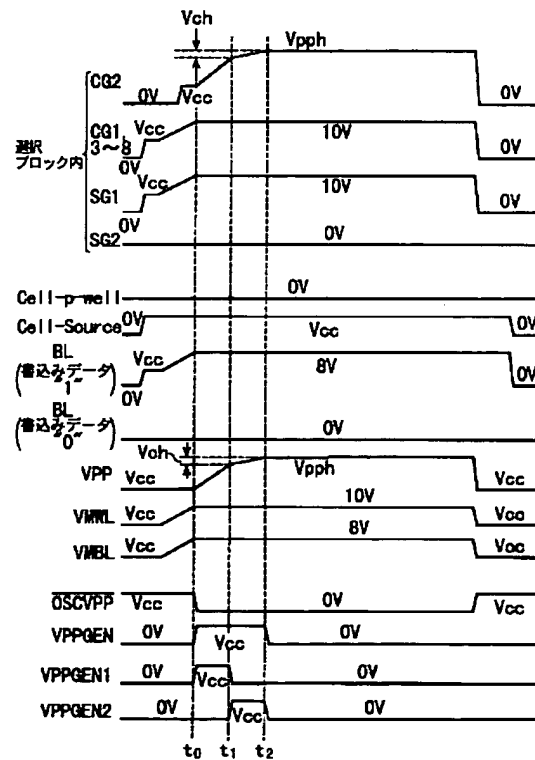 Vch
Vpph
CG2
0V
Vcc
0V
CG1
3～8
Vcc
0V
10V
0V
選択
ブロック内
SG1
Vcc
0V
10V
0V
SG2
0V
Cell-p-well
0V
Cell-Source
0V
Vcc
0V
BL
(書込みデータ
"1")
Vcc
0V
8V
0V
BL
(書込みデータ
"0")
0V
Vch
VPP
Vcc
Vpph
Vcc
VMWL
Vcc
10V
Vcc
VMBL
Vcc
8V
Vcc
OSCVPP
Vcc
0V
Vcc
VPPGEN
0V
Vcc
0V
VPPGEN1
0V
Vcc
0V
VPPGEN2
0V
Vcc
0V
t0 t1 t2